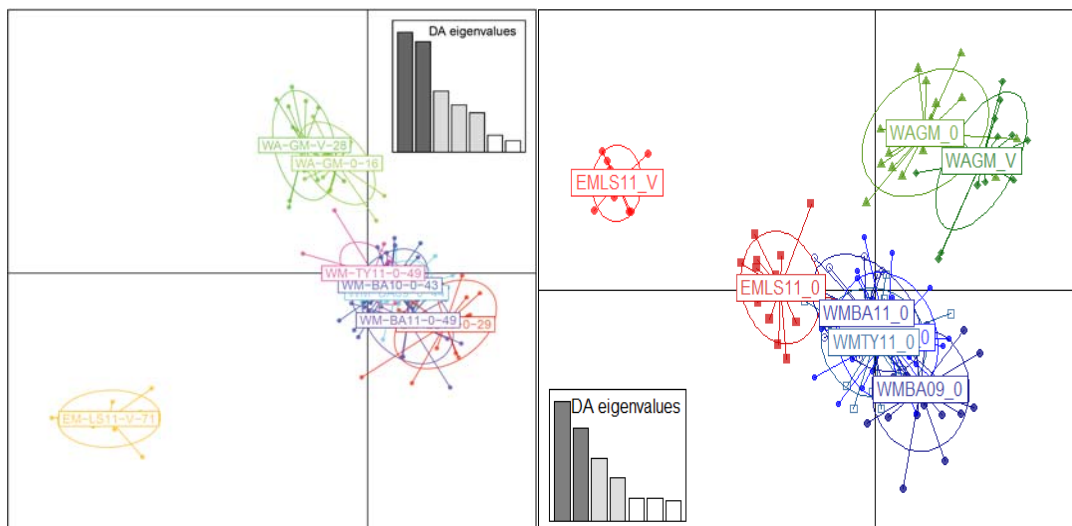 DA eigenvalues
WA-GM-V-28
WA-GM-0-16
WM-TY11-0-49
WM-BA10-0-43
WM-BA11-0-49
0-29
EM-LS11-V-71
WAGM_0
WAGM_V
EMLS11_V
EMLS11_0
WMBA11_0
WMTY11_0
0
WMBA09_0
DA eigenvalues